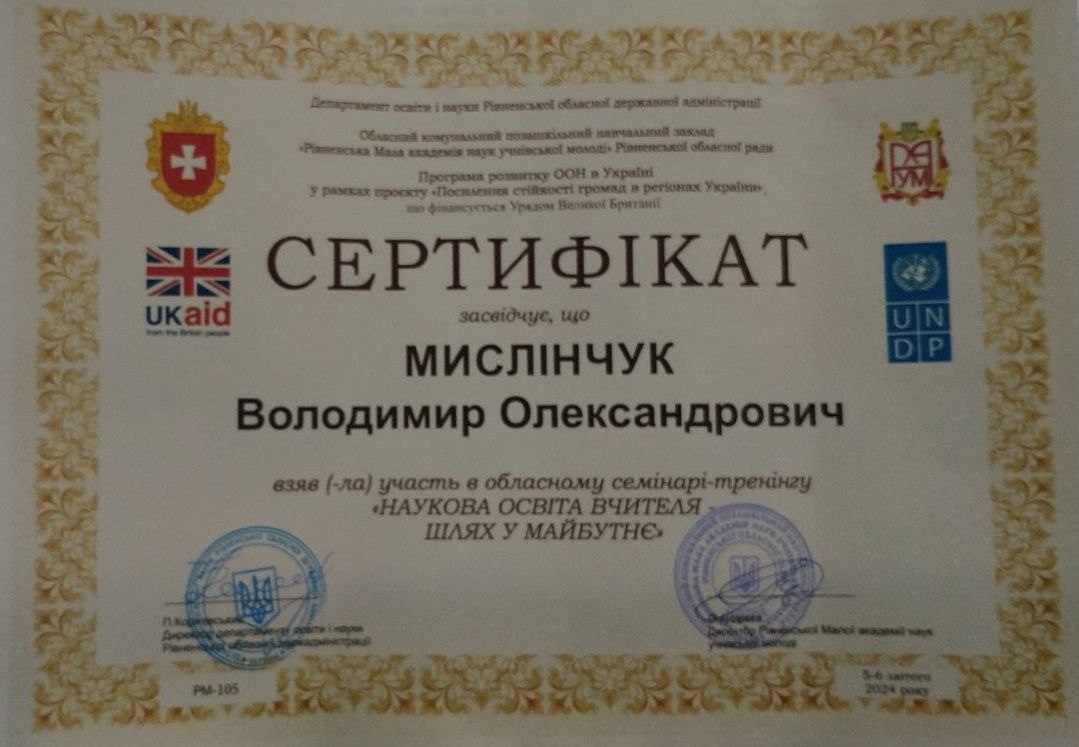 Департамент освіти і науки Рівненської обласної державної адміністрації
Обласний комунальний позашкільний навчальний заклад
«Рівненська Мала академія наук учнівської молоді» Рівненської обласної ради
Програма розвитку ООН в Україні
у рамках проєкту «Посилення стійкості громад в регіонах України»,
що фінансується Урядом Великої Британії
UKaid
from the British people
UN
DP
СЕРТИФІКАТ
засвідчує, що
МИСЛІНЧУК
Володимир Олександрович
взяв (-ла) участь в обласному семінарі-тренінгу
«НАУКОВА ОСВІТА ВЧИТЕЛЯ -
ШЛЯХ У МАЙБУТНЄ»
Директор департаменту освіти і науки
Рівненської обласної держадміністрації
Директор Рівненської Малої академії наук
учнівської молоді
РМ-105
5-6 лютого
2024 року